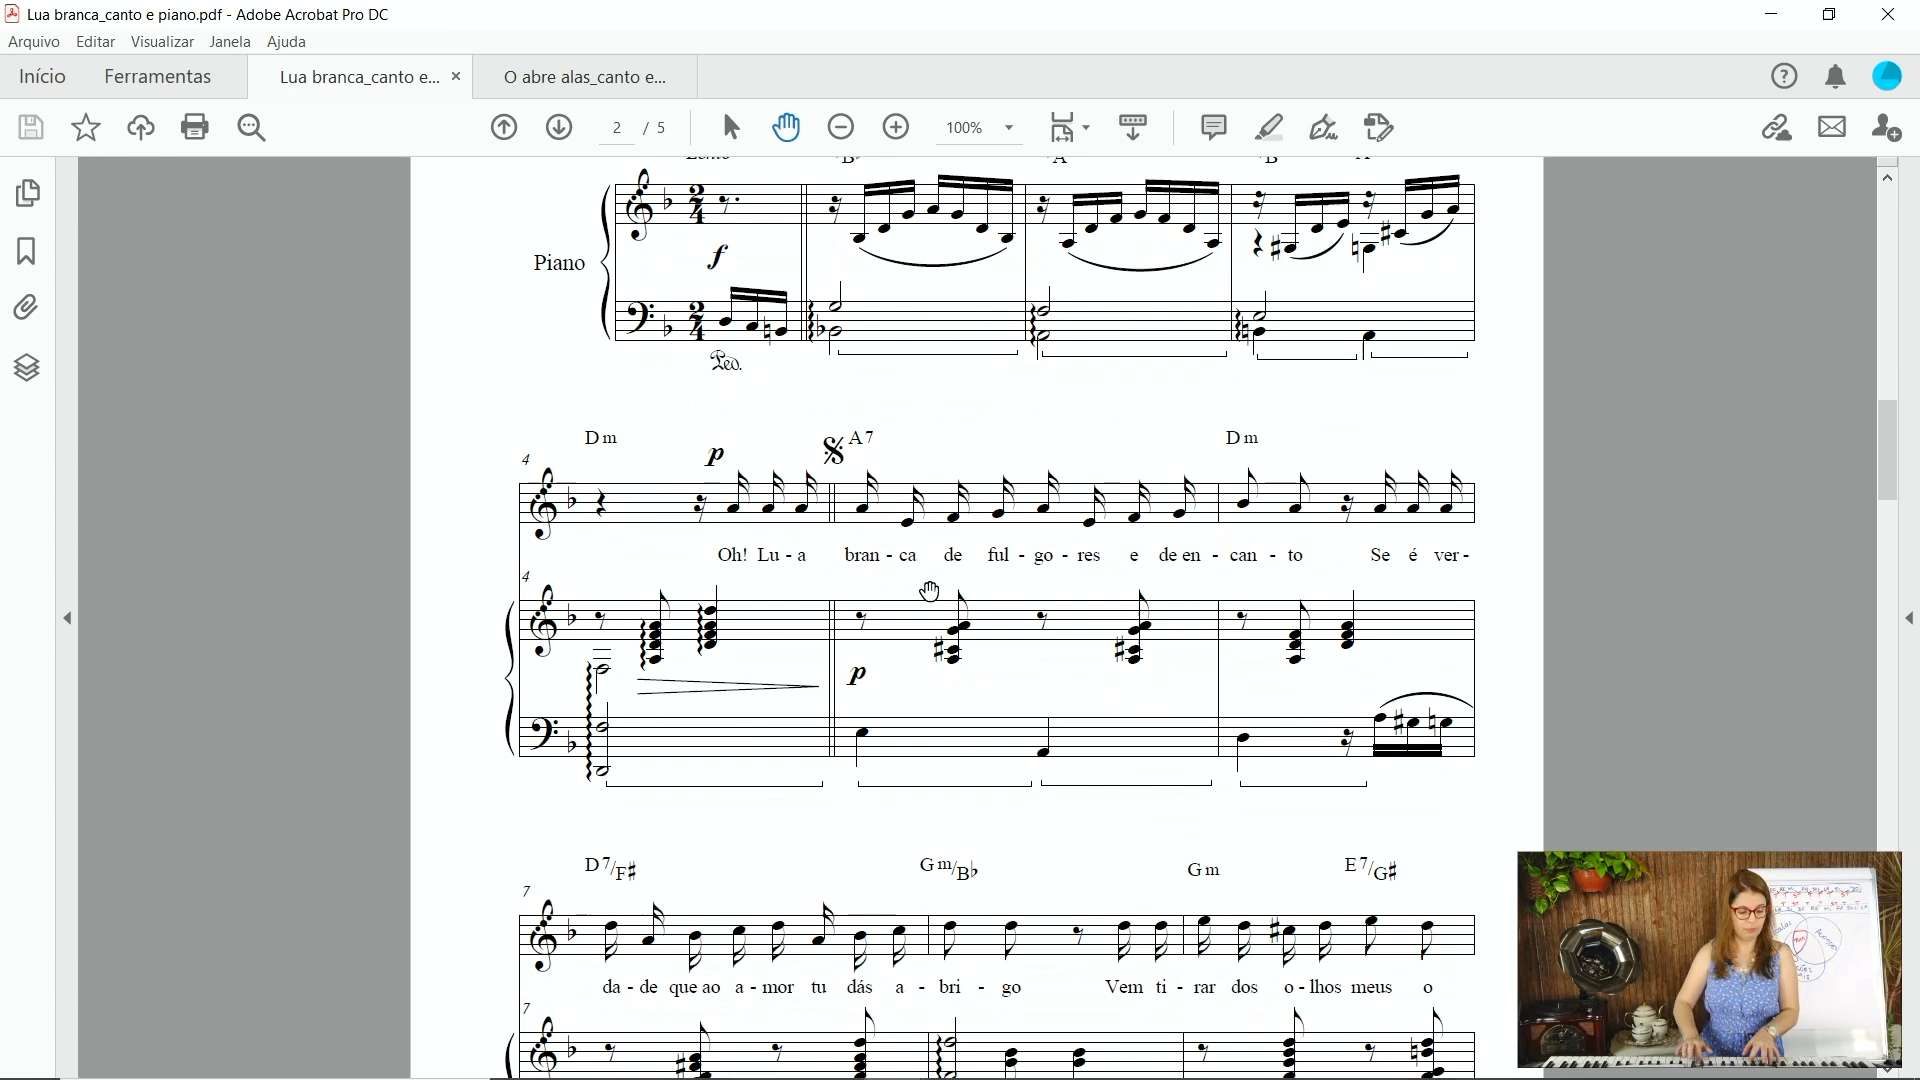 Lua branca_canto e piano.pdf - Adobe Acrobat Pro DC
Arquivo Editar Visualizar Janela Ajuda
Início Ferramentas Lua branca_canto e... × O abre alas_canto e...
2 / 5 100%
Piano
f
Ped.
Dm p A7 Dm
4
Oh! Lu - a bran - ca de ful - go - res e de en - can - to Se é ver -
4
p
D7/F♯ Gm/B♭ Gm E7/G♯
7
da - de que ao a - mor tu dás a - bri - go Vem ti - rar dos o - lhos meus o
7